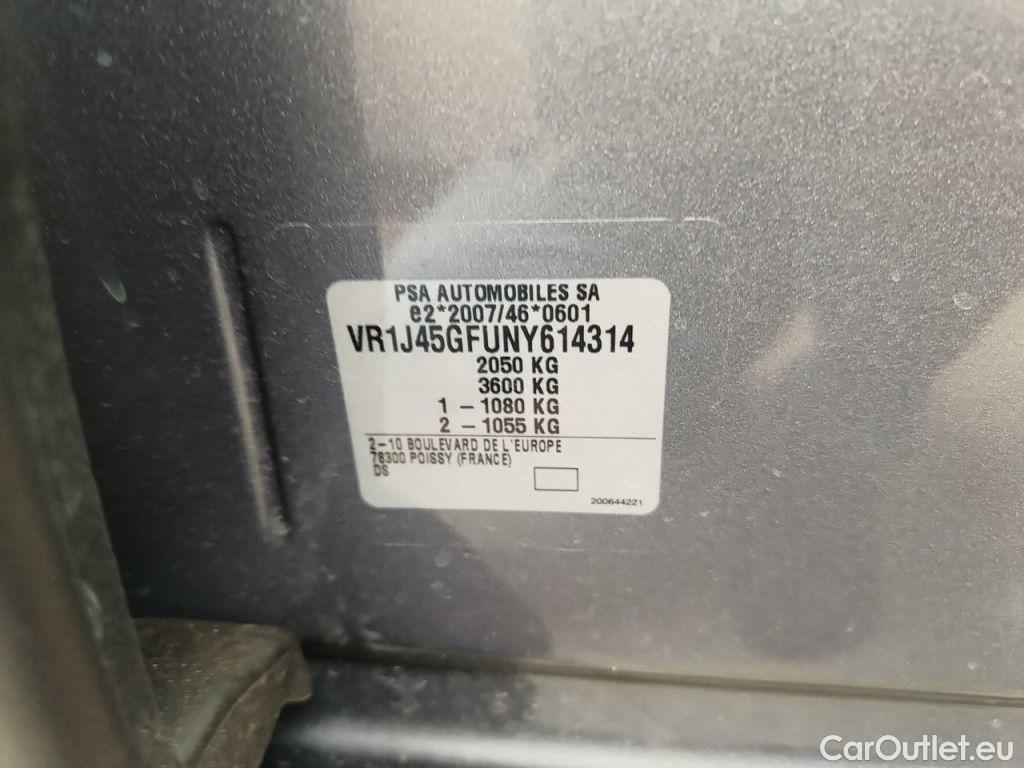 PSA AUTOMOBILES SA
e2*2007/46*0601
VR1J45GFUNY614314
2050 KG
3600 KG
1 - 1080 KG
2 - 1055 KG
2-10 BOULEVARD DE L'EUROPE
78300 POISSY (FRANCE)
DS
200644221
CarOutlet.eu